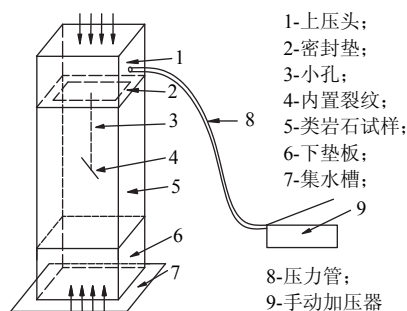 1-上压头;
2-密封垫;
3-小孔;
4-内置裂纹;
5-类岩石试样;
6-下垫板;
7-集水槽;
8-压力管;
9-手动加压器
1
2
3
4
5
6
7
8
9